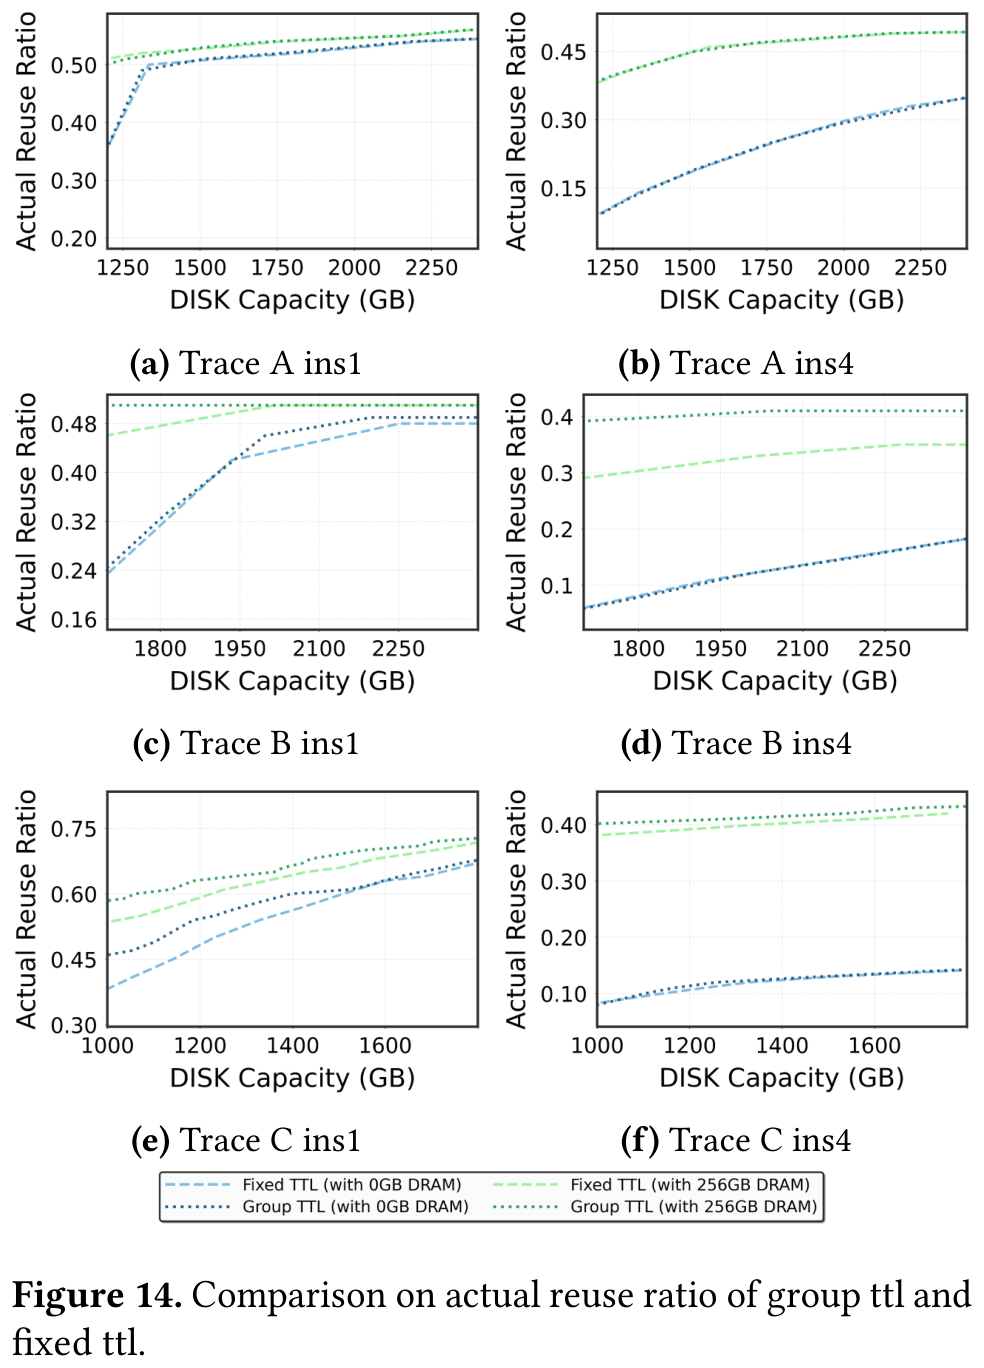 Actual Reuse Ratio
0.50
0.40
0.30
0.20
1250 1500 1750 2000 2250
DISK Capacity (GB)
(a) Trace A ins1
Actual Reuse Ratio
0.45
0.30
0.15
1250 1500 1750 2000 2250
DISK Capacity (GB)
(b) Trace A ins4
Actual Reuse Ratio
0.48
0.40
0.32
0.24
0.16
1800 1950 2100 2250
DISK Capacity (GB)
(c) Trace B ins1
Actual Reuse Ratio
0.4
0.3
0.2
0.1
1800 1950 2100 2250
DISK Capacity (GB)
(d) Trace B ins4
Actual Reuse Ratio
0.75
0.60
0.45
0.30
1000 1200 1400 1600
DISK Capacity (GB)
(e) Trace C ins1
Actual Reuse Ratio
0.40
0.30
0.20
0.10
1000 1200 1400 1600
DISK Capacity (GB)
(f) Trace C ins4
Fixed TTL (with 0GB DRAM) Fixed TTL (with 256GB DRAM)
Group TTL (with 0GB DRAM) Group TTL (with 256GB DRAM)
Figure 14. Comparison on actual reuse ratio of group ttl and
fixed ttl.